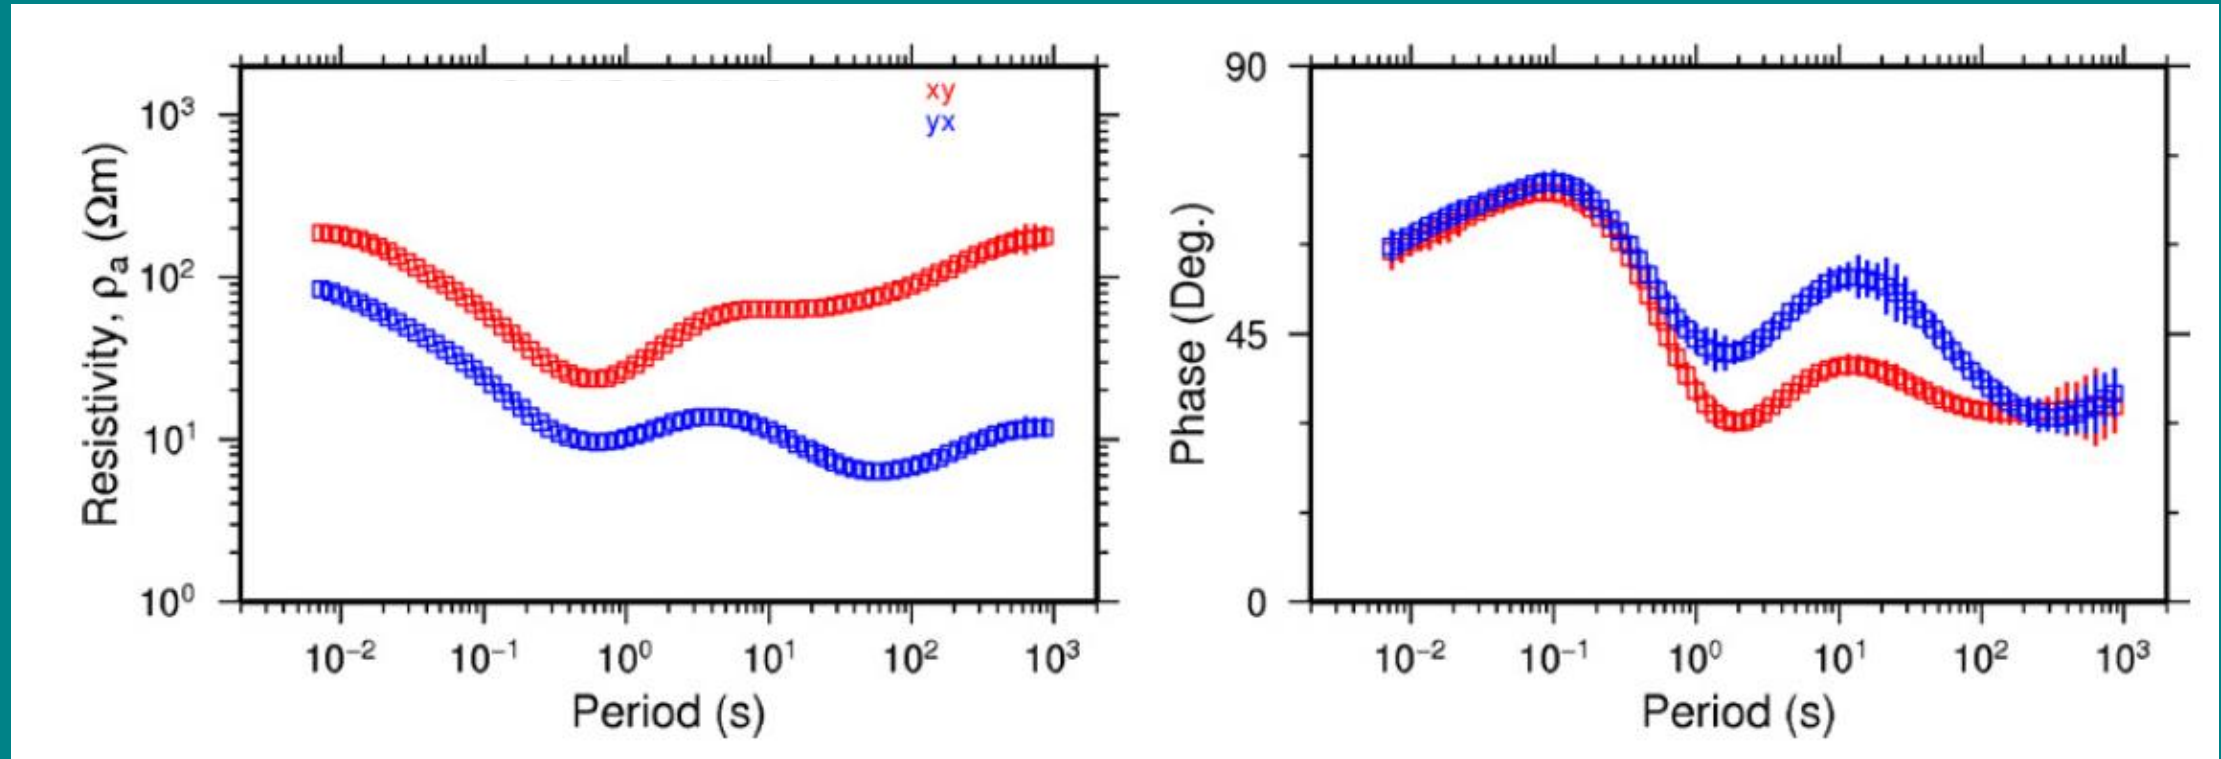 Resistivity, ρa (Ωm)
10³
10²
10¹
10⁰
xy
yx
10⁻² 10⁻¹ 10⁰ 10¹ 10² 10³
Period (s)
Phase (Deg.)
90
45
0
10⁻² 10⁻¹ 10⁰ 10¹ 10² 10³
Period (s)